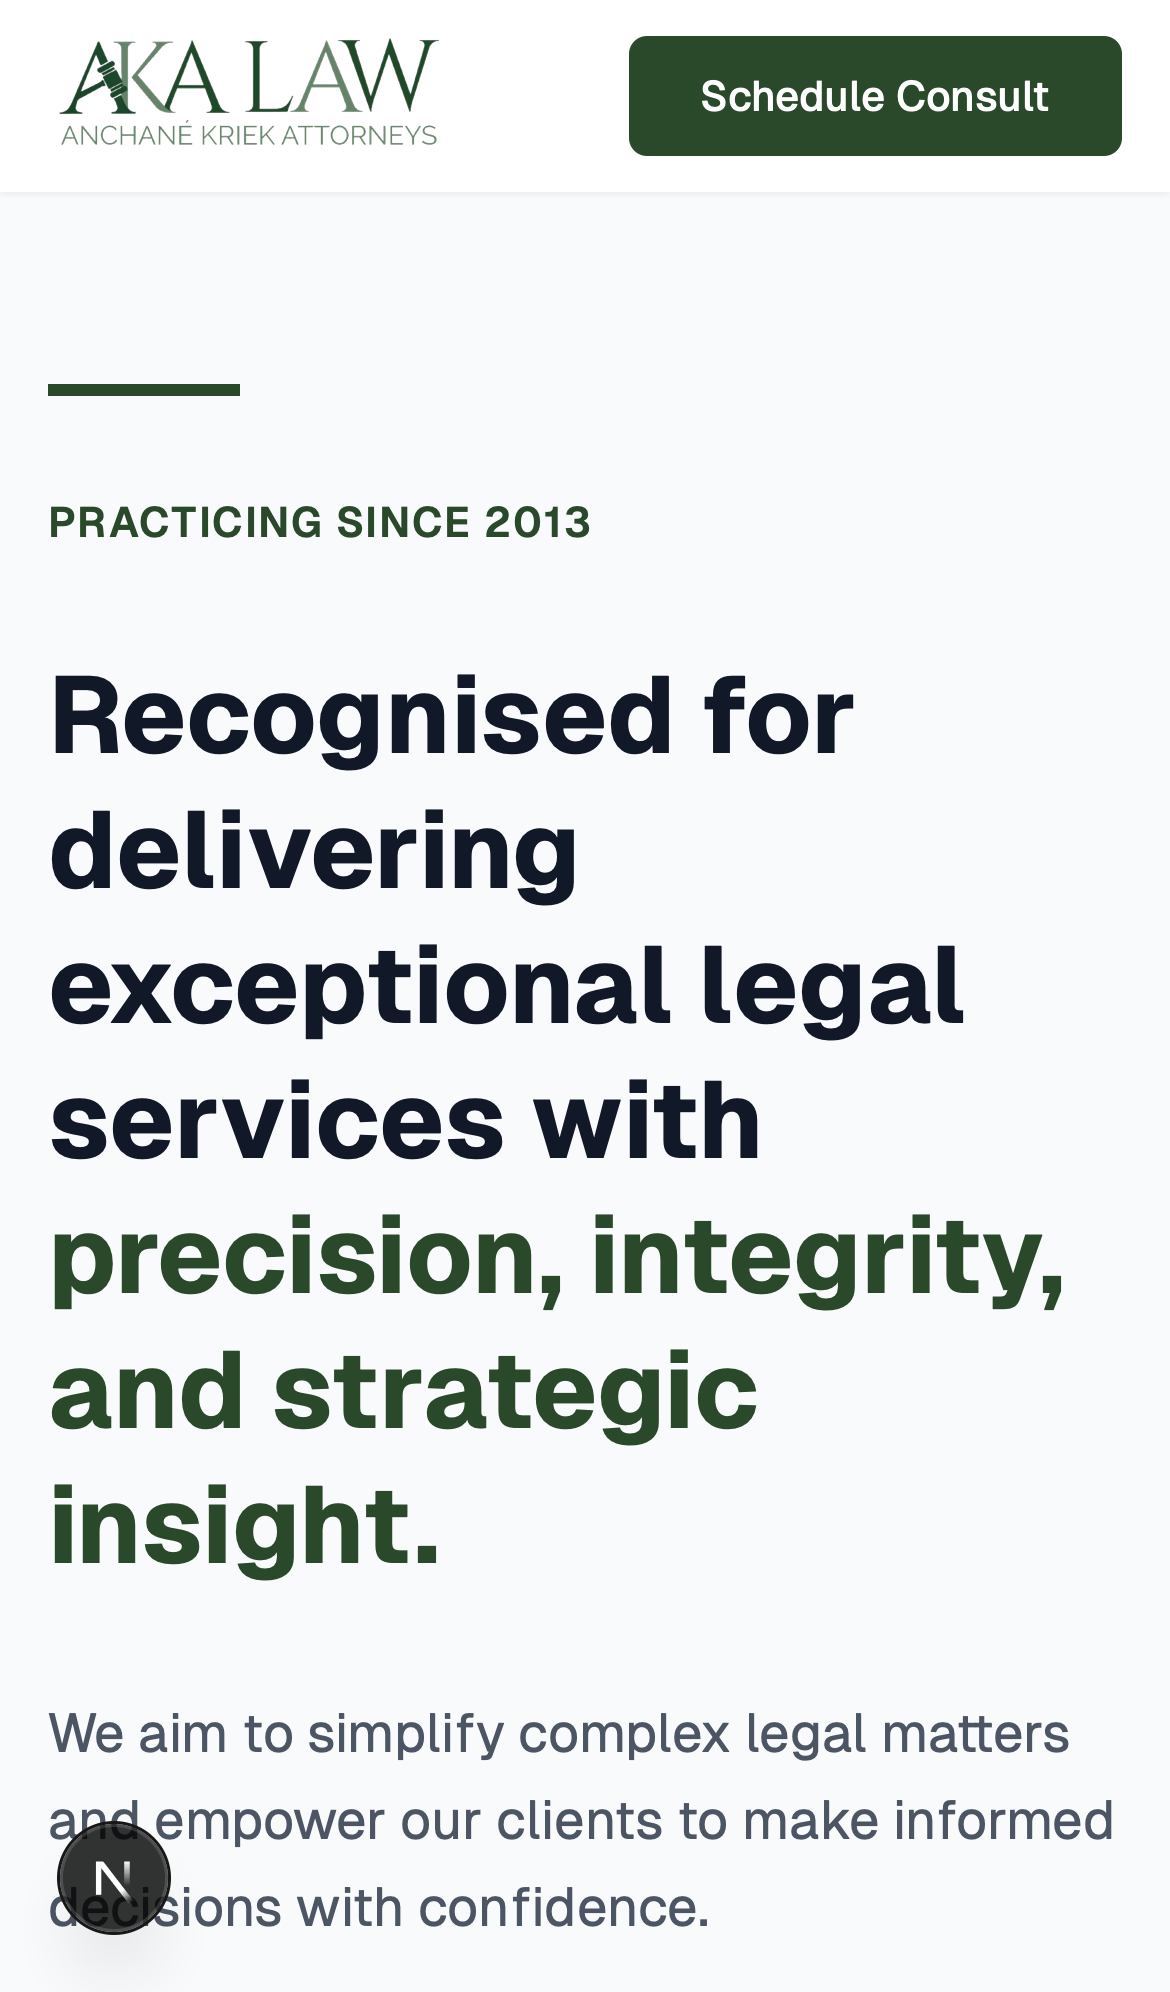 AKA LAW
ANCHANÉ KRIEK ATTORNEYS
Schedule Consult
PRACTICING SINCE 2013
Recognised for
delivering
exceptional legal
services with
precision, integrity,
and strategic
insight.
We aim to simplify complex legal matters
and empower our clients to make informed
decisions with confidence.
N